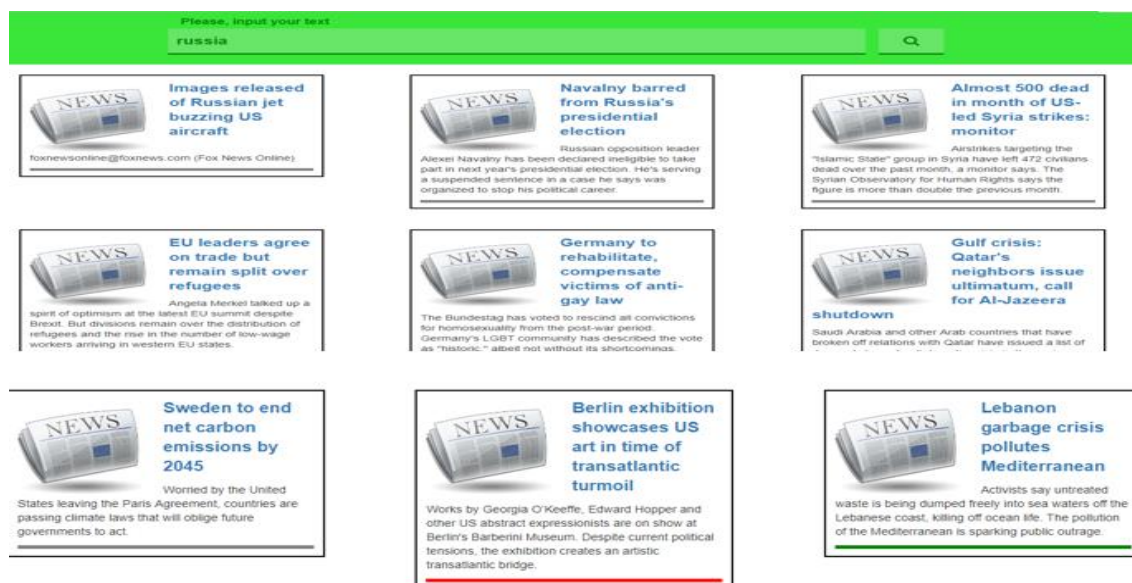 Please, input your text
russia
NEWS
Images released
of Russian jet
buzzing US
aircraft
foxnewsonline@foxnews.com (Fox News Online)
NEWS
Navalny barred
from Russia's
presidential
election
Russian opposition leader
Alexei Navalny has been declared ineligible to take
part in next year's presidential election. He's serving
a suspended sentence in a case he says was
organized to stop his political career.
NEWS
Almost 500 dead
in month of US-
led Syria strikes:
monitor
Airstrikes targeting the
"Islamic State" group in Syria have left 472 civilians
dead over the past month, a monitor says. The
Syrian Observatory for Human Rights says the
figure is more than double the previous month.
NEWS
EU leaders agree
on trade but
remain split over
refugees
Angela Merkel talked up a
spirit of optimism at the latest EU summit despite
Brexit. But divisions remain over the distribution of
refugees and the rise in the number of low-wage
workers arriving in western EU states.
NEWS
Germany to
rehabilitate,
compensate
victims of anti-
gay law
The Bundestag has voted to rescind all convictions
for homosexuality from the post-war period.
Germany's LGBT community has described the vote
as "historic," albeit not without its shortcomings.
NEWS
Gulf crisis:
Qatar's
neighbors issue
ultimatum, call
for Al-Jazeera
shutdown
Saudi Arabia and other Arab countries that have
broken off relations with Qatar have issued a list of
NEWS
Sweden to end
net carbon
emissions by
2045
Worried by the United
States leaving the Paris Agreement, countries are
passing climate laws that will oblige future
governments to act.
NEWS
Berlin exhibition
showcases US
art in time of
transatlantic
turmoil
Works by Georgia O'Keeffe, Edward Hopper and
other US abstract expressionists are on show at
Berlin's Barberini Museum. Despite current political
tensions, the exhibition creates an artistic
transatlantic bridge.
NEWS
Lebanon
garbage crisis
pollutes
Mediterranean
Activists say untreated
waste is being dumped freely into sea waters off the
Lebanese coast, killing off ocean life. The pollution
of the Mediterranean is sparking public outrage.